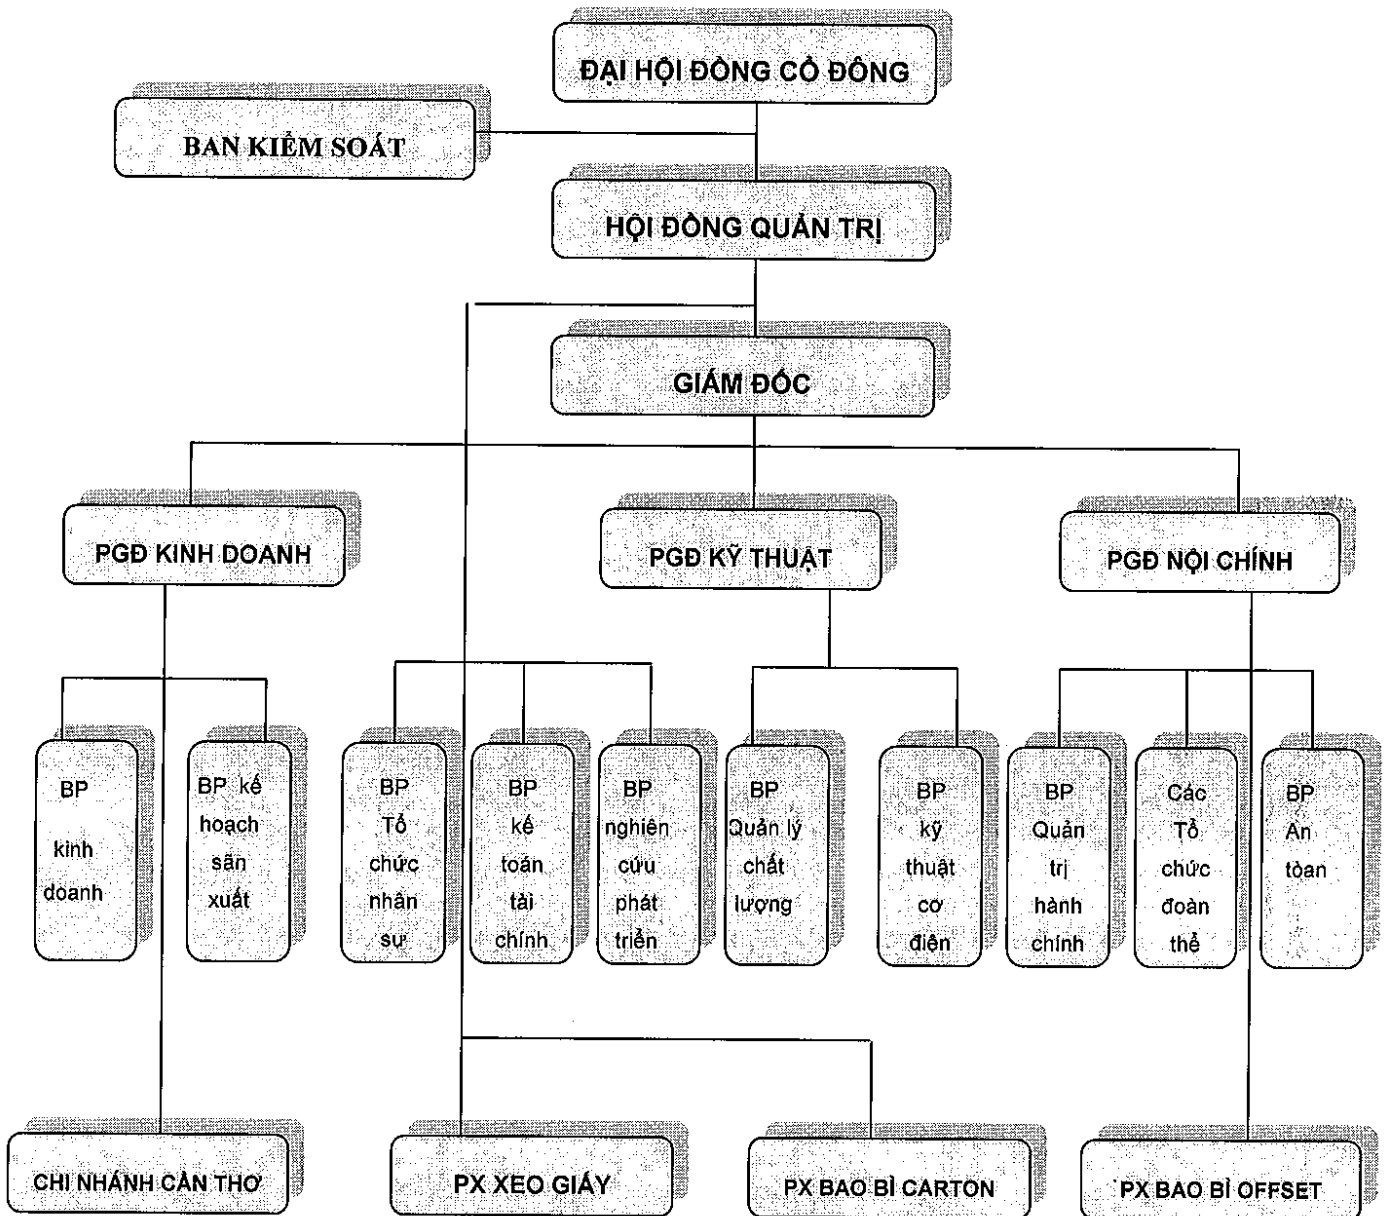 ĐẠI HỘI ĐỒNG CỔ ĐÔNG
BAN KIỂM SOÁT
HỘI ĐỒNG QUẢN TRỊ
GIÁM ĐỐC
PGĐ KINH DOANH
PGĐ KỸ THUẬT
PGĐ NỘI CHÍNH
BP
kinh
doanh
BP kế
hoạch
sãn
xuất
BP
Tổ
chức
nhân
sự
BP
kế
toán
tài
chính
BP
nghiên
cứu
phát
triển
BP
Quản lý
chất
lượng
BP
kỹ
thuật
cơ
điện
BP
Quản
trị
hành
chính
Các
Tổ
chức
đoàn
thể
BP
An
tòan
CHI NHÁNH CẦN THƠ
PX XEO GIẤY
PX BAO BÌ CARTON
PX BAO BÌ OFFSET